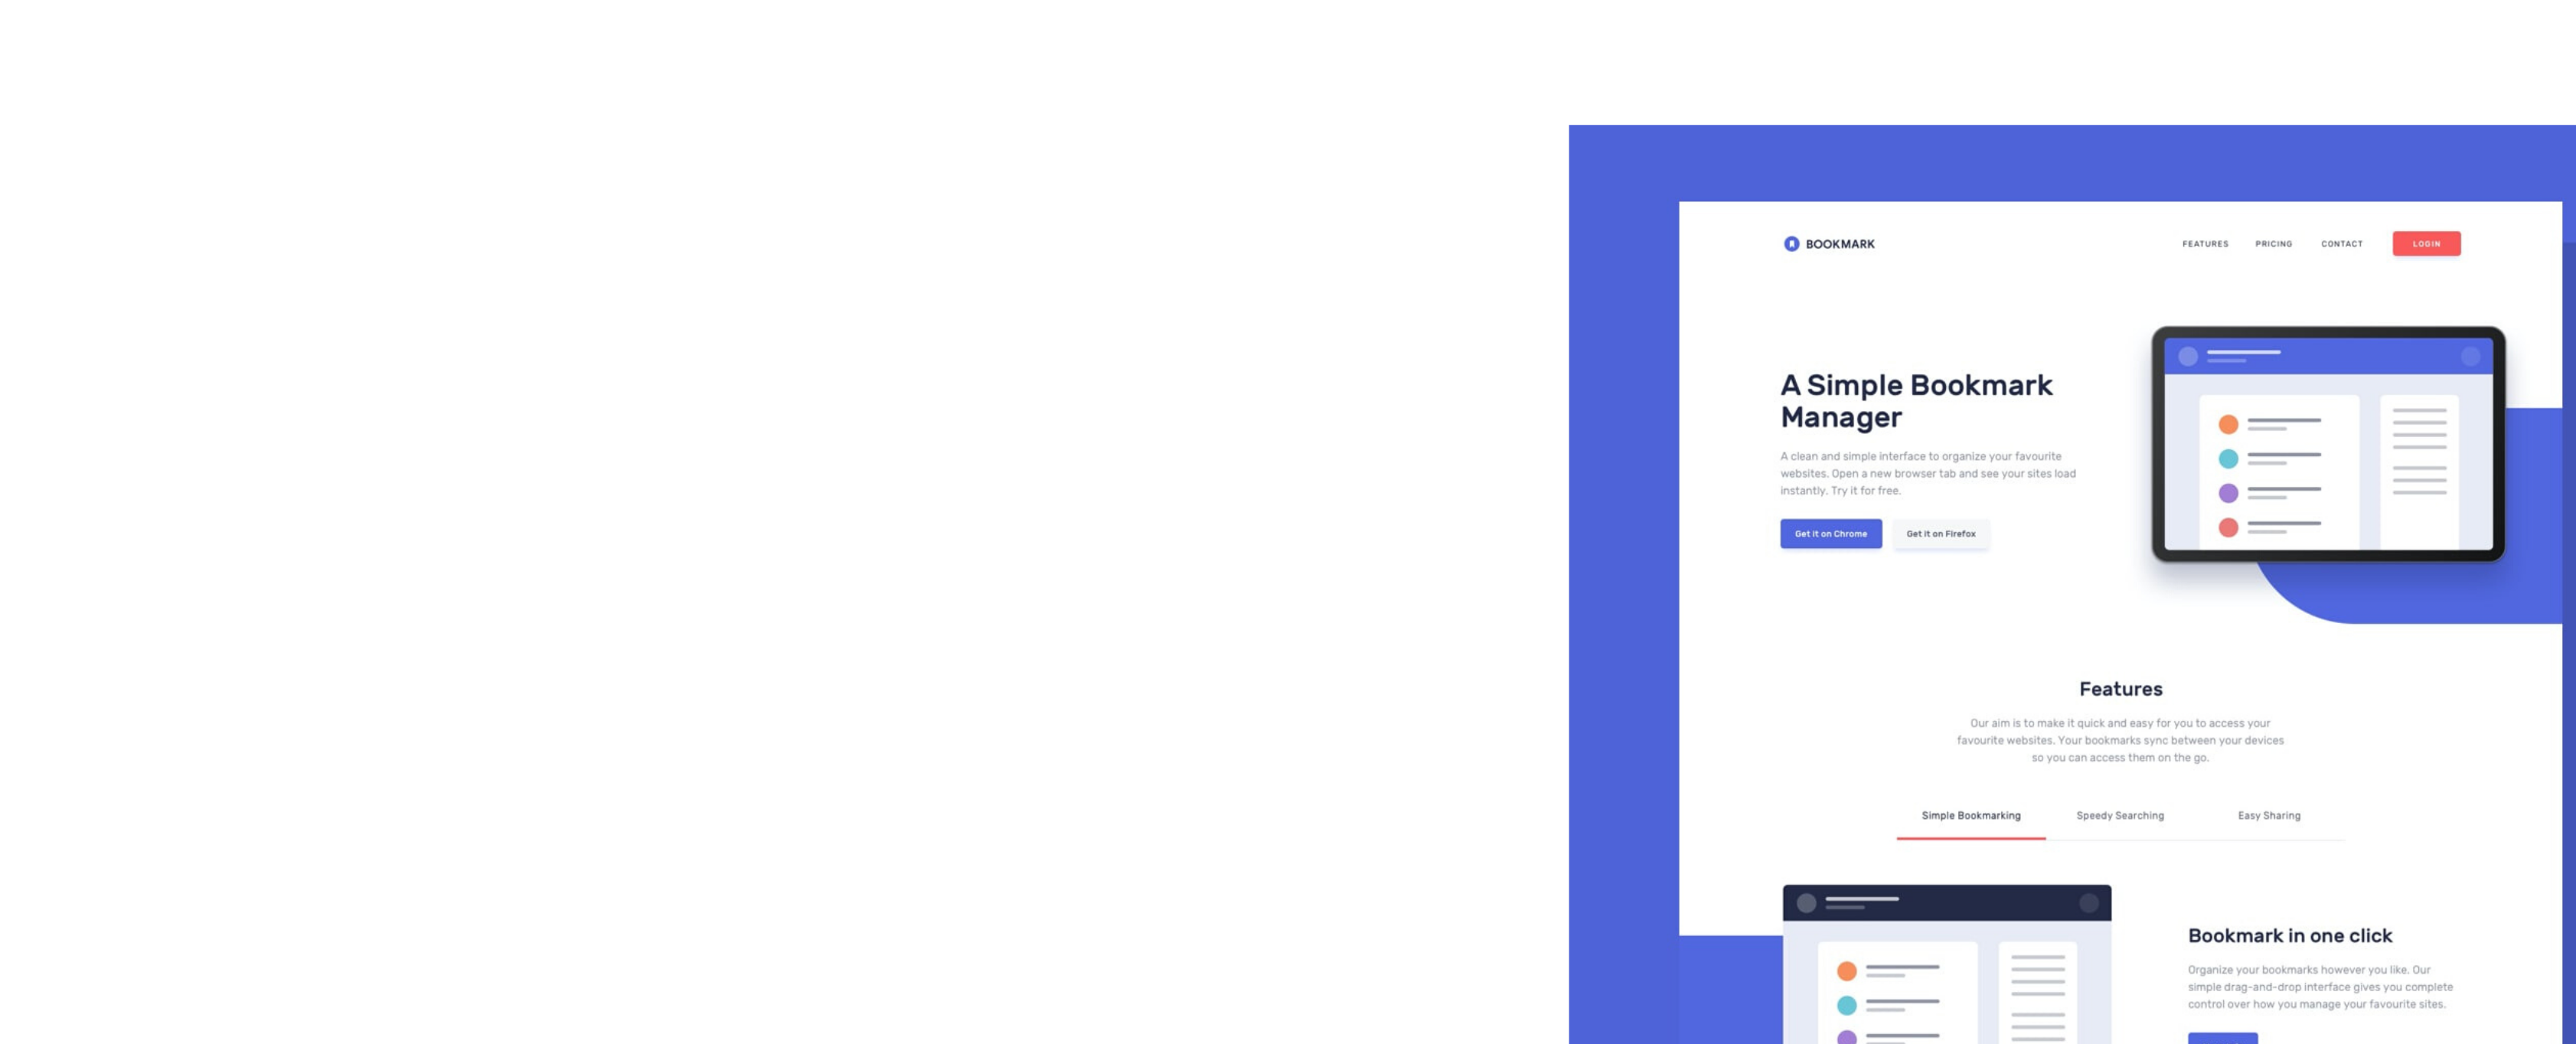 BOOKMARK
FEATURES PRICING CONTACT LOGIN
A Simple Bookmark
Manager
A clean and simple interface to organize your favourite
websites. Open a new browser tab and see your sites load
instantly. Try it for free.
Get it on Chrome Get it on Firefox
Features
Our aim is to make it quick and easy for you to access your
favourite websites. Your bookmarks sync between your devices
so you can access them on the go.
Simple Bookmarking Speedy Searching Easy Sharing
Bookmark in one click
Organize your bookmarks however you like. Our
simple drag-and-drop interface gives you complete
control over how you manage your favourite sites.